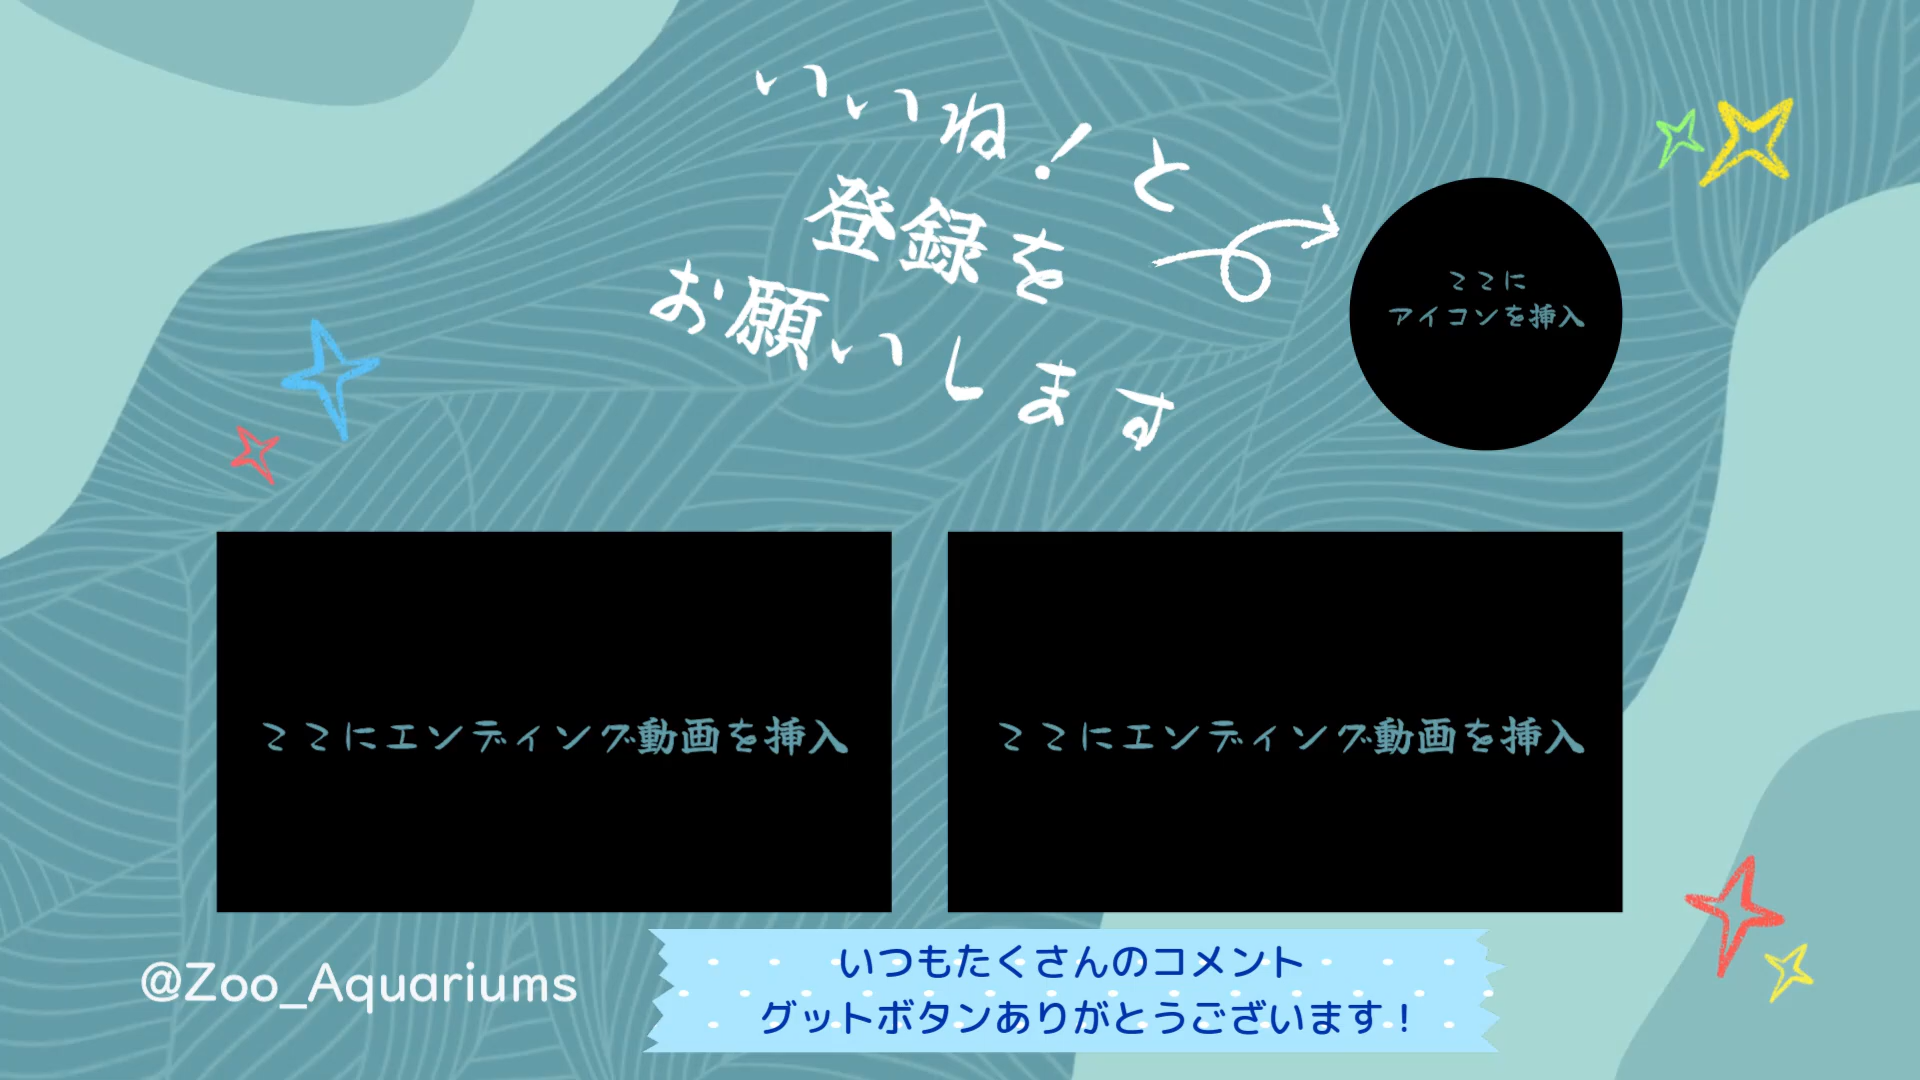 いいね！と
登録を
お願いします
ここに
アイコンを挿入
ここにエンディング動画を挿入
ここにエンディング動画を挿入
@Zoo_Aquariums
いつもたくさんのコメント
グットボタンありがとうございます！